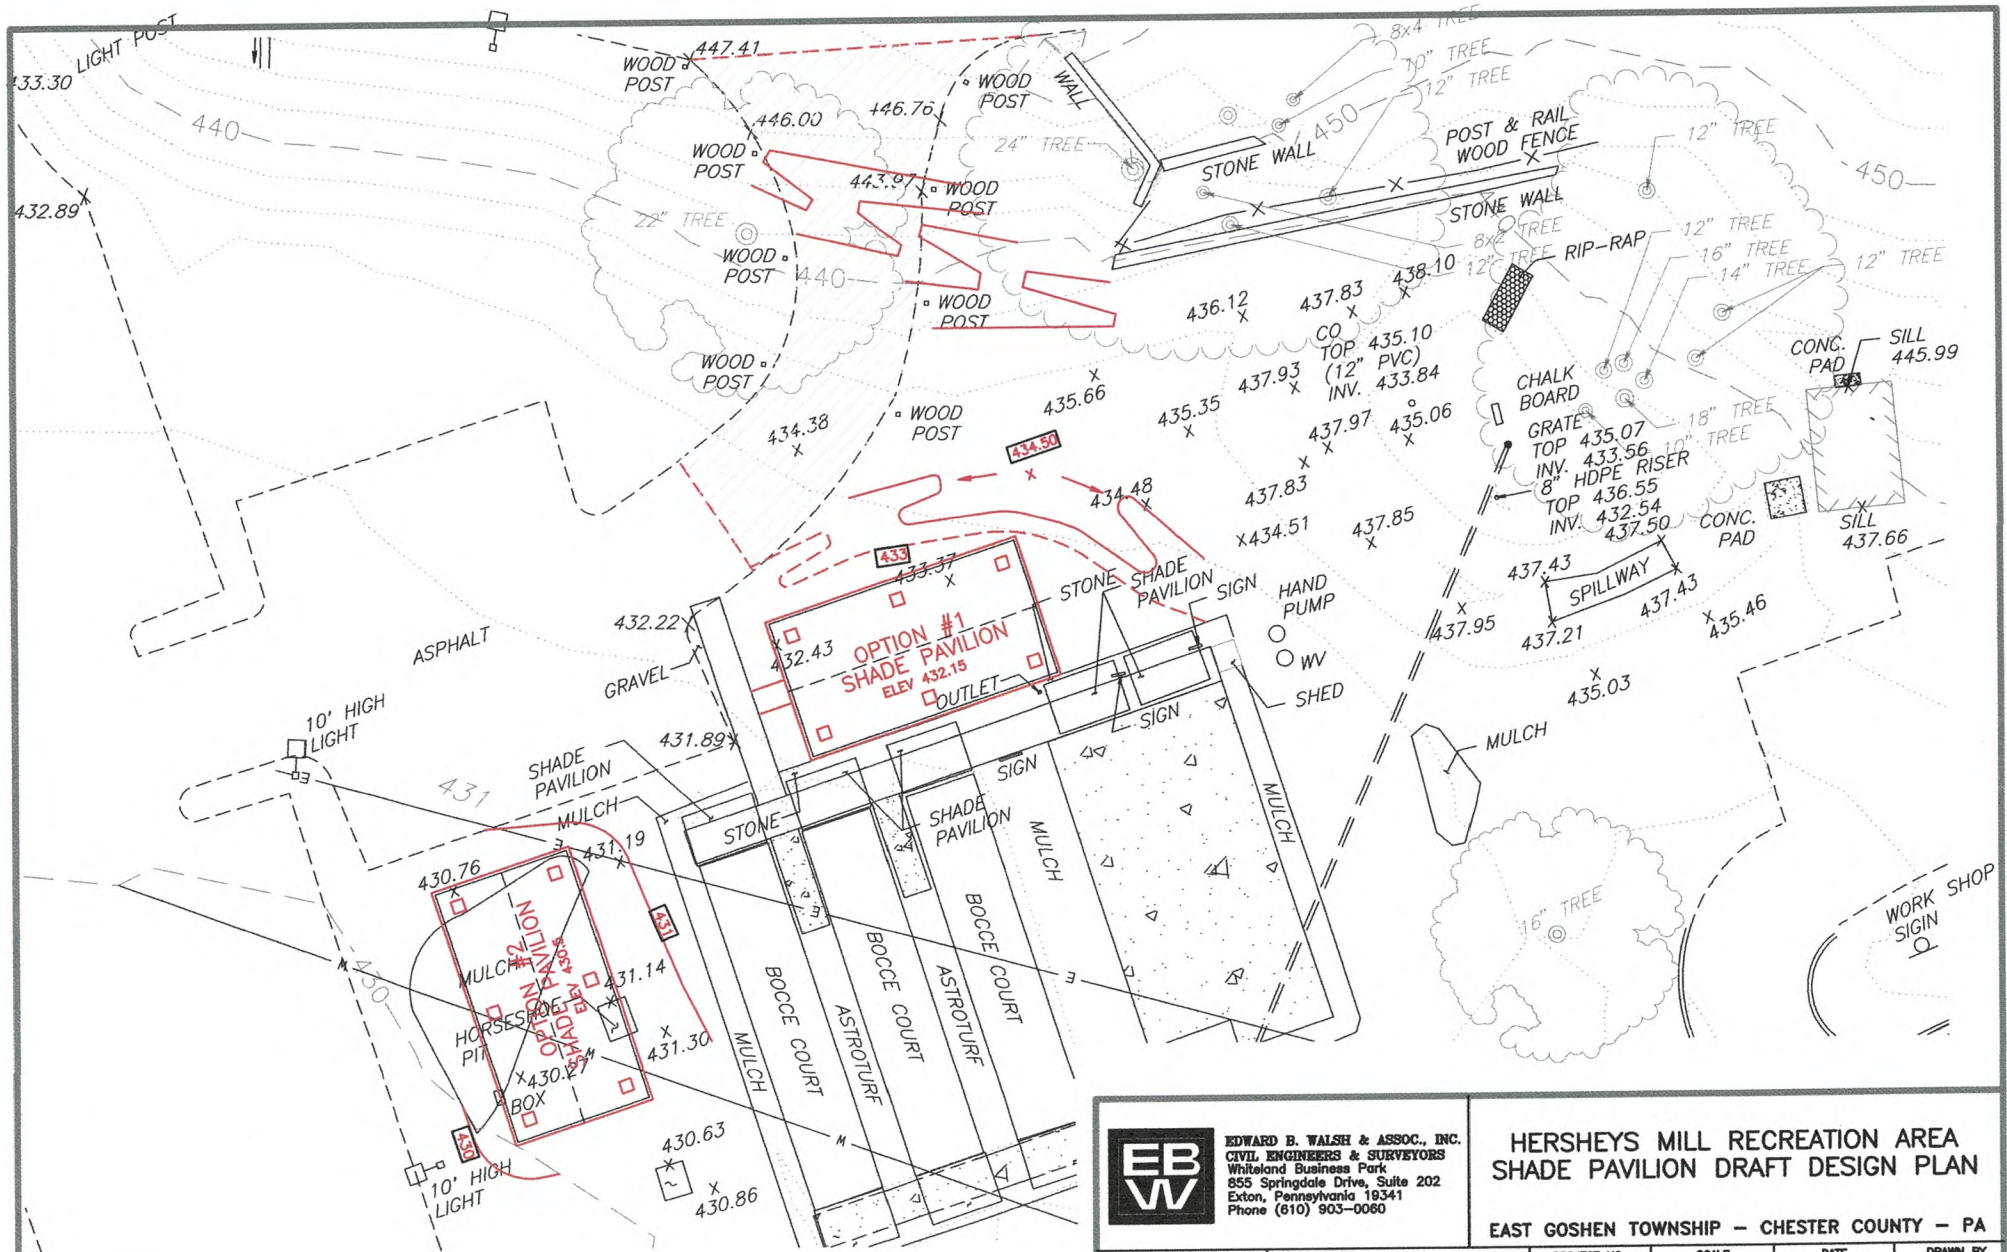 LIGHT POST
433.30
440
432.89
447.41
WOOD
POST
446.00
446.76
WOOD
POST
WALL
8x4 TREE
10" TREE
12" TREE
450
24" TREE
STONE WALL
POST & RAIL
WOOD FENCE
12" TREE
450
WOOD
POST
443.97
WOOD
POST
STONE WALL
22" TREE
8x2 TREE
12" TREE
RIP-RAP
12" TREE
16" TREE
14" TREE
12" TREE
WOOD
POST
440
WOOD
POST
436.12
437.83
438.10
CO
TOP 435.10
(12" PVC)
INV. 433.84
437.93
CONC.
PAD
SILL
445.99
WOOD
POST
WOOD
POST
435.66
435.35
437.97
435.06
CHALK
BOARD
GRATE
TOP 435.07
INV. 433.56
8" HDPE RISER
TOP 436.55
INV. 432.54
18" TREE
10" TREE
434.38
434.50
434.48
437.83
434.51
437.85
437.50
CONC.
PAD
SILL
437.66
433
433.37
437.43
SPILLWAY
437.43
437.21
437.95
435.46
435.03
STONE
SHADE
PAVILION
SIGN
HAND
PUMP
WV
SHED
432.22
ASPHALT
GRAVEL
432.43
OPTION #1
SHADE PAVILION
ELEV 432.15
OUTLET
SIGN
SIGN
10' HIGH
LIGHT
431.89
SHADE
PAVILION
431
MULCH
STONE
SHADE
PAVILION
MULCH
MULCH
MULCH
E
E
E
E
430.76
431.19
431
OPTION #2
SHADE PAVILION
ELEV 430.5
MULCH
431.14
HORSESHOE
PIT
430.27
BOX
431.30
430
W
W
W
430
10' HIGH
LIGHT
430.63
430.86
MULCH
BOCCE COURT
ASTROTURF
BOCCE COURT
ASTROTURF
BOCCE COURT
16" TREE
WORK SHOP
SIGIN
EB
W
EDWARD B. WALSH & ASSOC., INC.
CIVIL ENGINEERS & SURVEYORS
Whiteland Business Park
855 Springdale Drive, Suite 202
Exton, Pennsylvania 19341
Phone (610) 903-0060
HERSHEYS MILL RECREATION AREA
SHADE PAVILION DRAFT DESIGN PLAN
EAST GOSHEN TOWNSHIP - CHESTER COUNTY - PA
SCALE
DATE
DRAWN BY